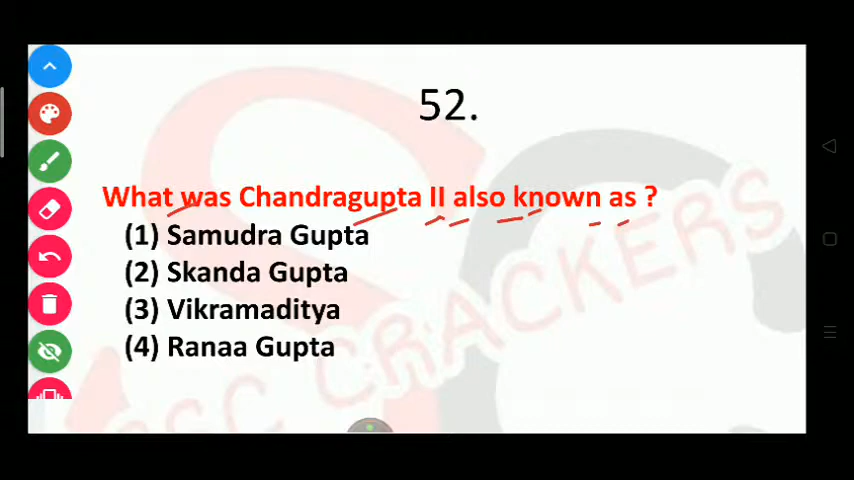 52.
What was Chandragupta II also known as ?
(1) Samudra Gupta
(2) Skanda Gupta
(3) Vikramaditya
(4) Ranaa Gupta
SSC CRACKERS